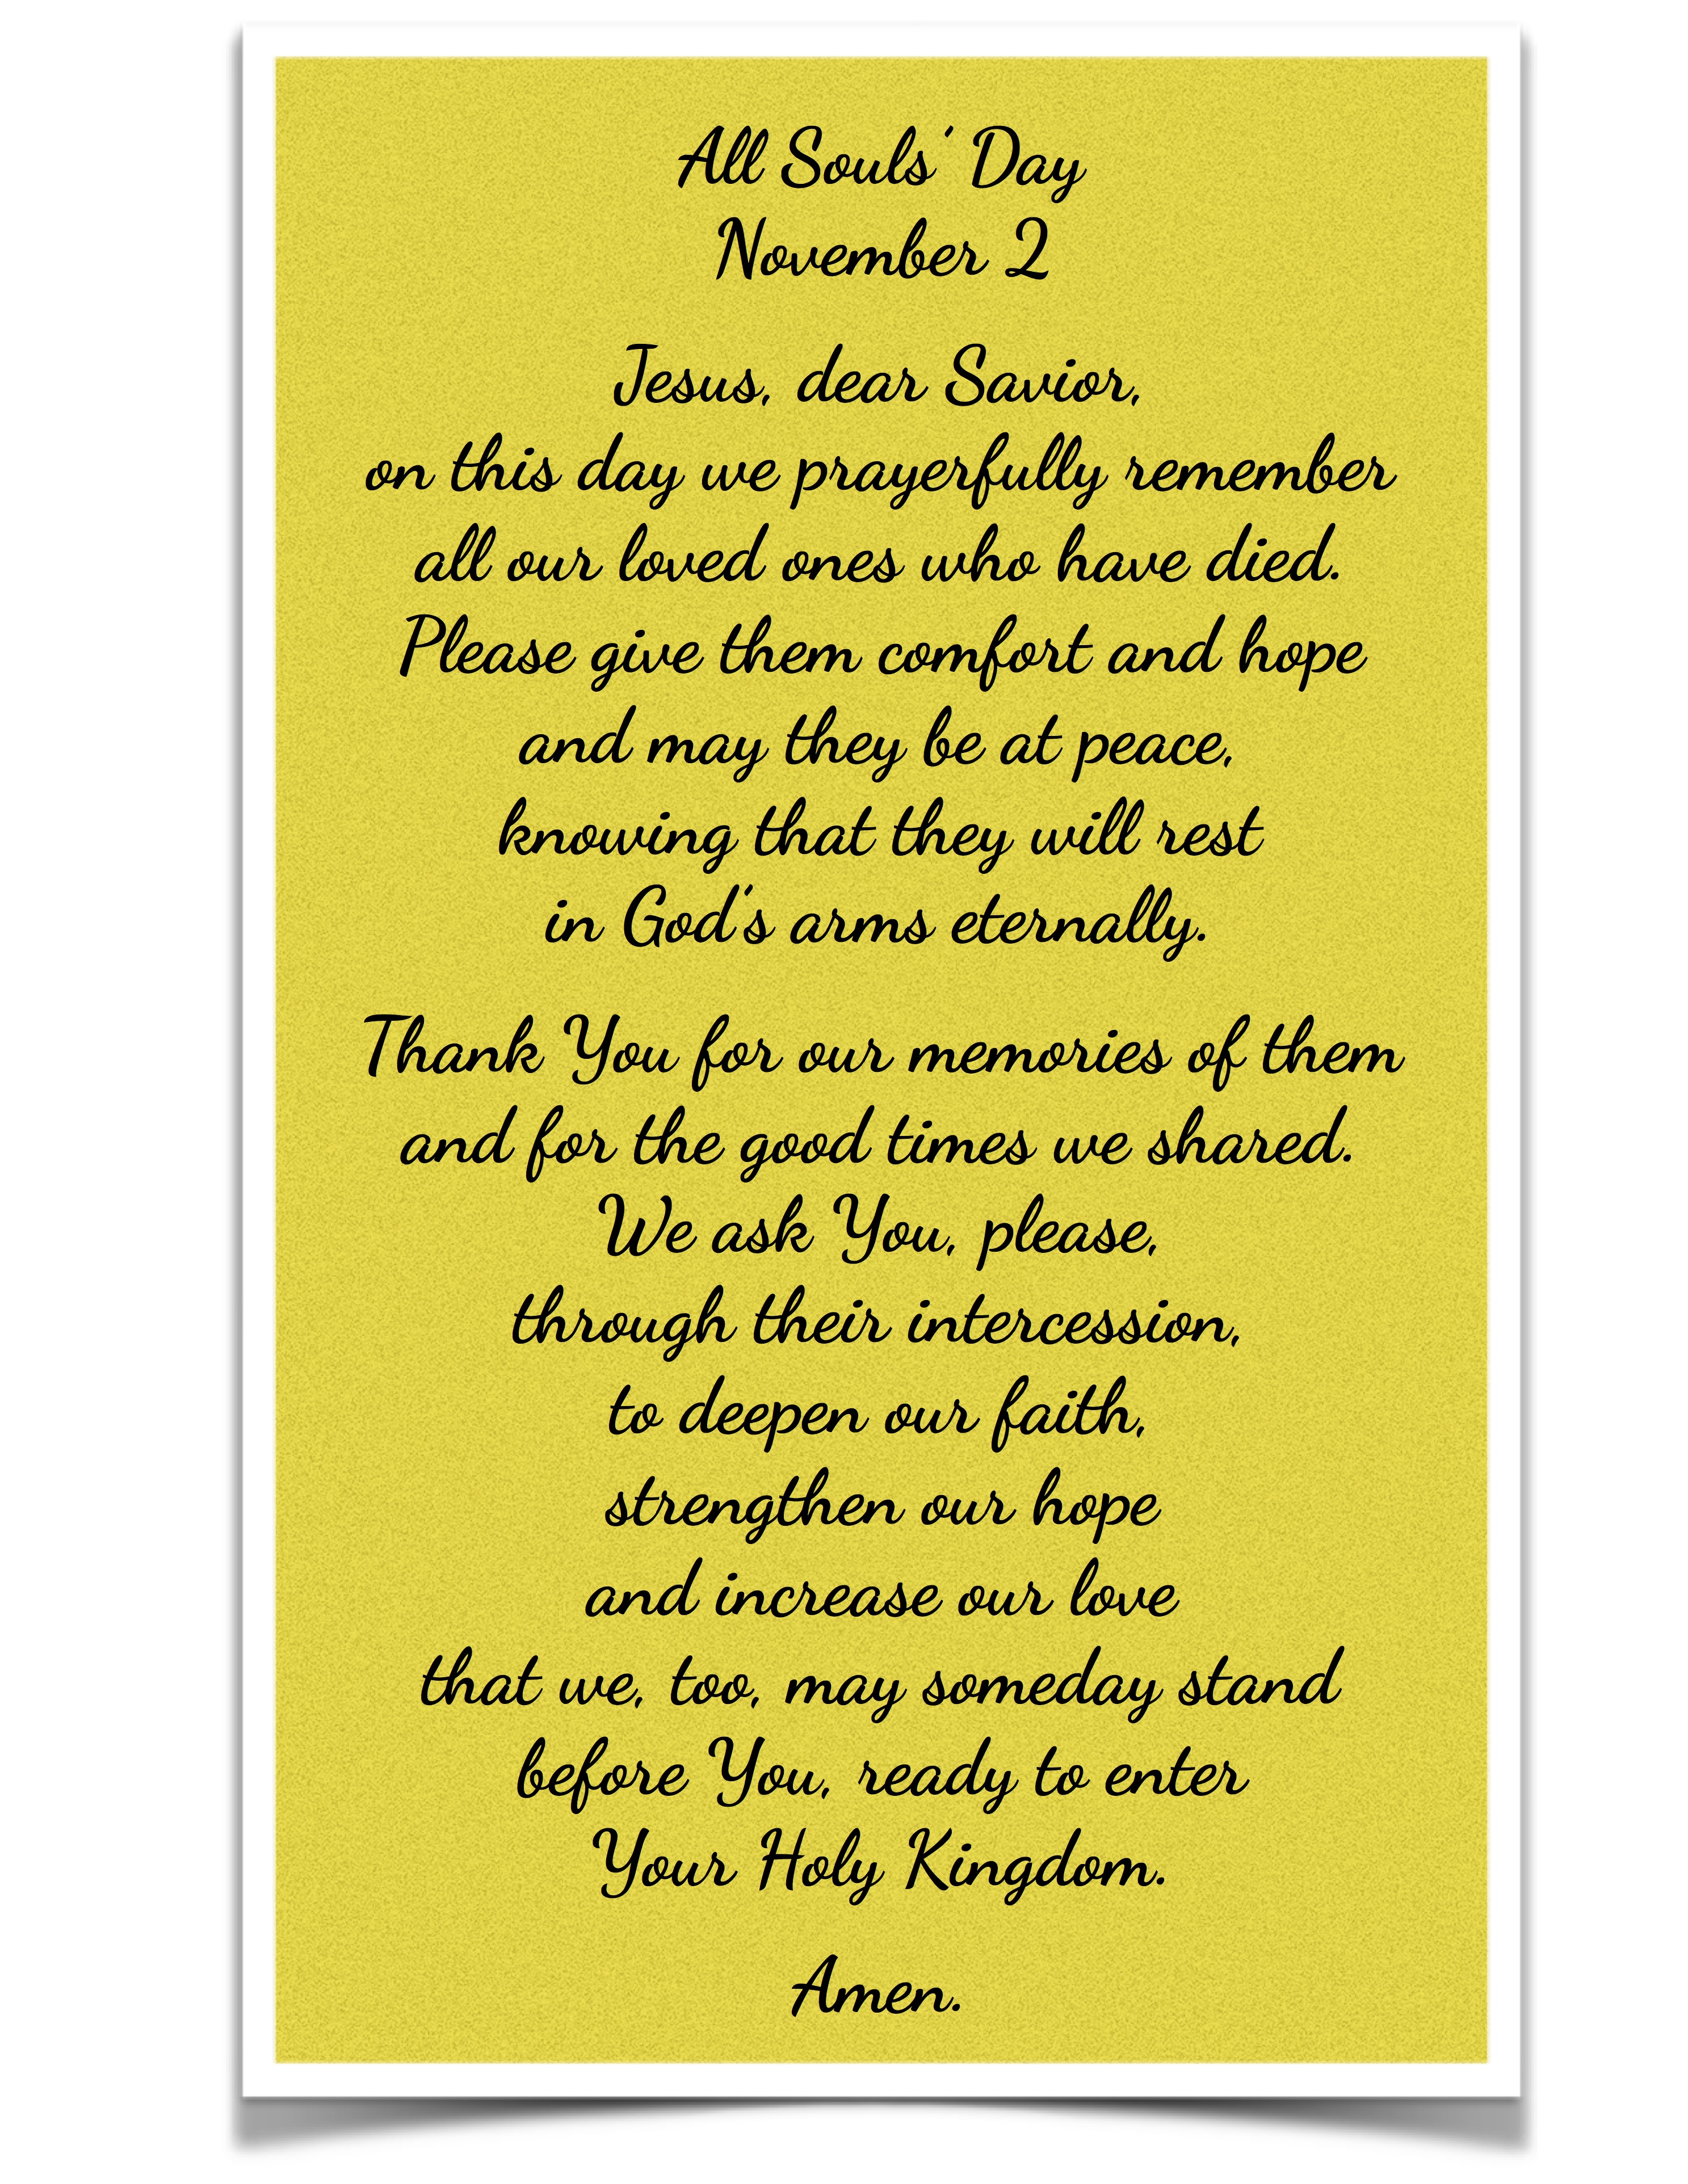 All Souls' Day
November 2
Jesus, dear Savior,
on this day we prayerfully remember
all our loved ones who have died.
Please give them comfort and hope
and may they be at peace,
knowing that they will rest
in God's arms eternally.
Thank You for our memories of them
and for the good times we shared.
We ask You, please,
through their intercession,
to deepen our faith,
strengthen our hope
and increase our love
that we, too, may someday stand
before You, ready to enter
Your Holy Kingdom.
Amen.